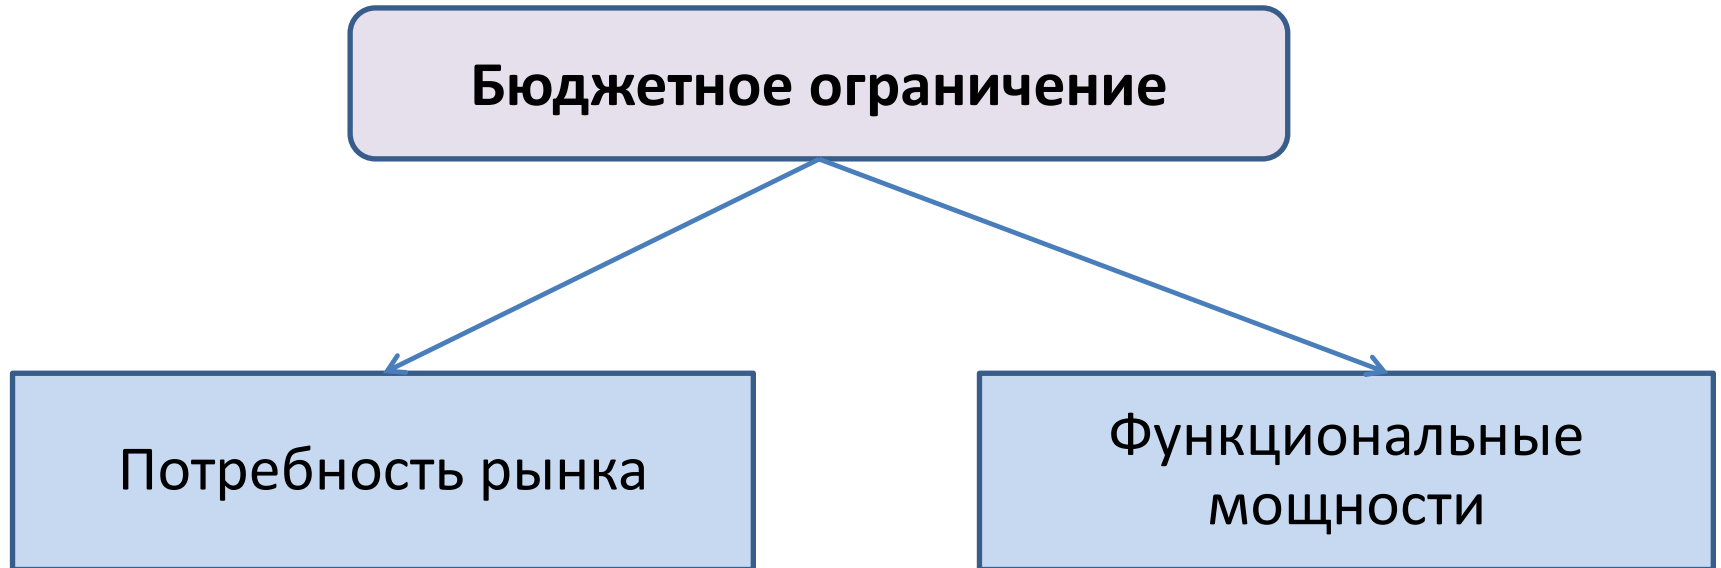 Бюджетное ограничение
Потребность рынка
Функциональные
мощности